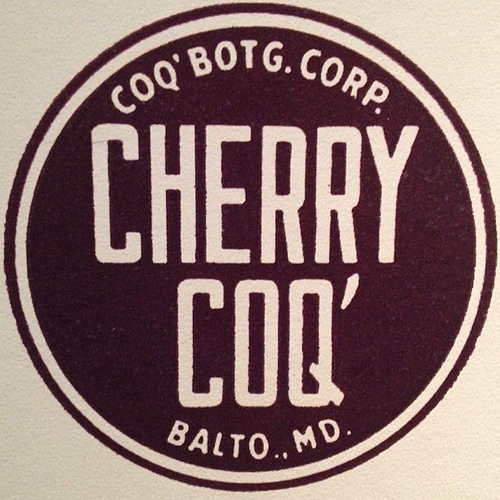 COQ' BOTG. CORP.
CHERRY
COQ'
BALTO., MD.